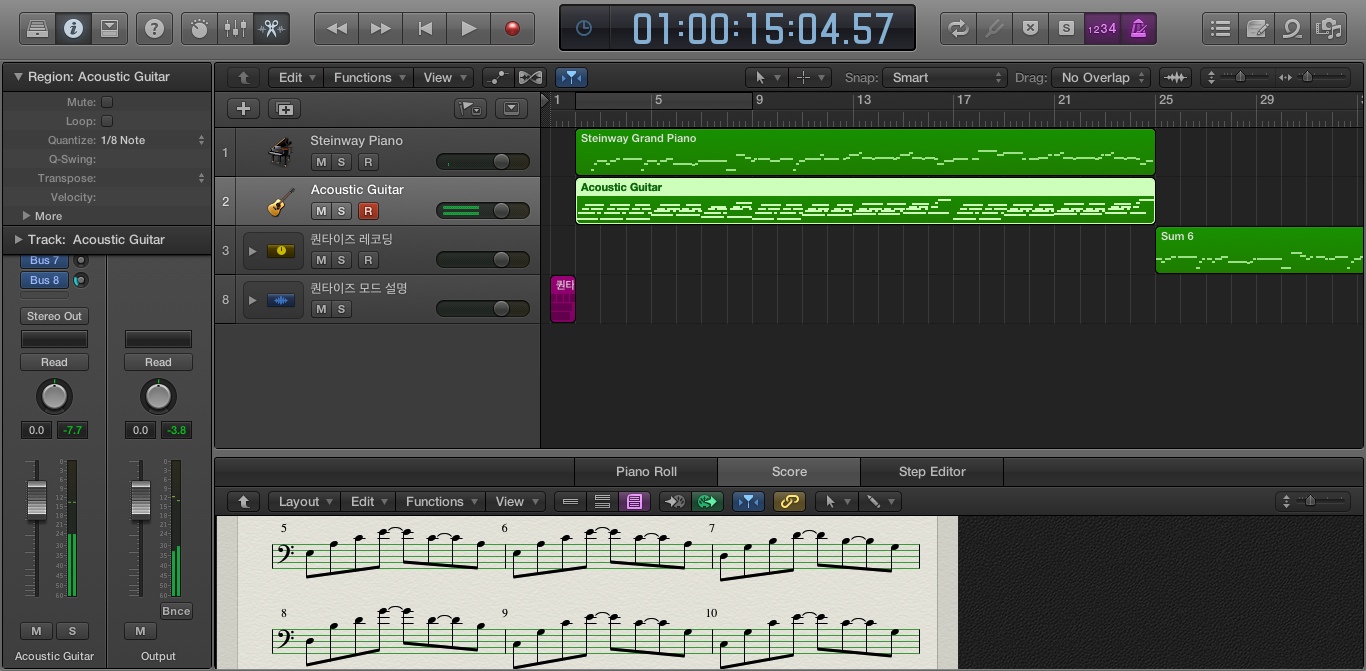 ?
01:00:15:04.57
S
1234
Region: Acoustic Guitar
Mute:
Loop:
Quantize: 1/8 Note
Q-Swing:
Transpose:
Velocity:
More
Track: Acoustic Guitar
Bus 7
Bus 8
Stereo Out
Read Read
0.0 -7.7 0.0 -3.8
Bnce
M S M
Acoustic Guitar Output
Edit Functions View Snap: Smart Drag: No Overlap
1 5 9 13 17 21 25 29
1 Steinway Piano
M S R
2 Acoustic Guitar
M S R
3 퀀타이즈 레코딩
M S R
8 퀀타이즈 모드 설명
M S
Steinway Grand Piano
Acoustic Guitar
Sum 6
퀀타
Piano Roll Score Step Editor
Layout Edit Functions View
5 6 7
8 9 10